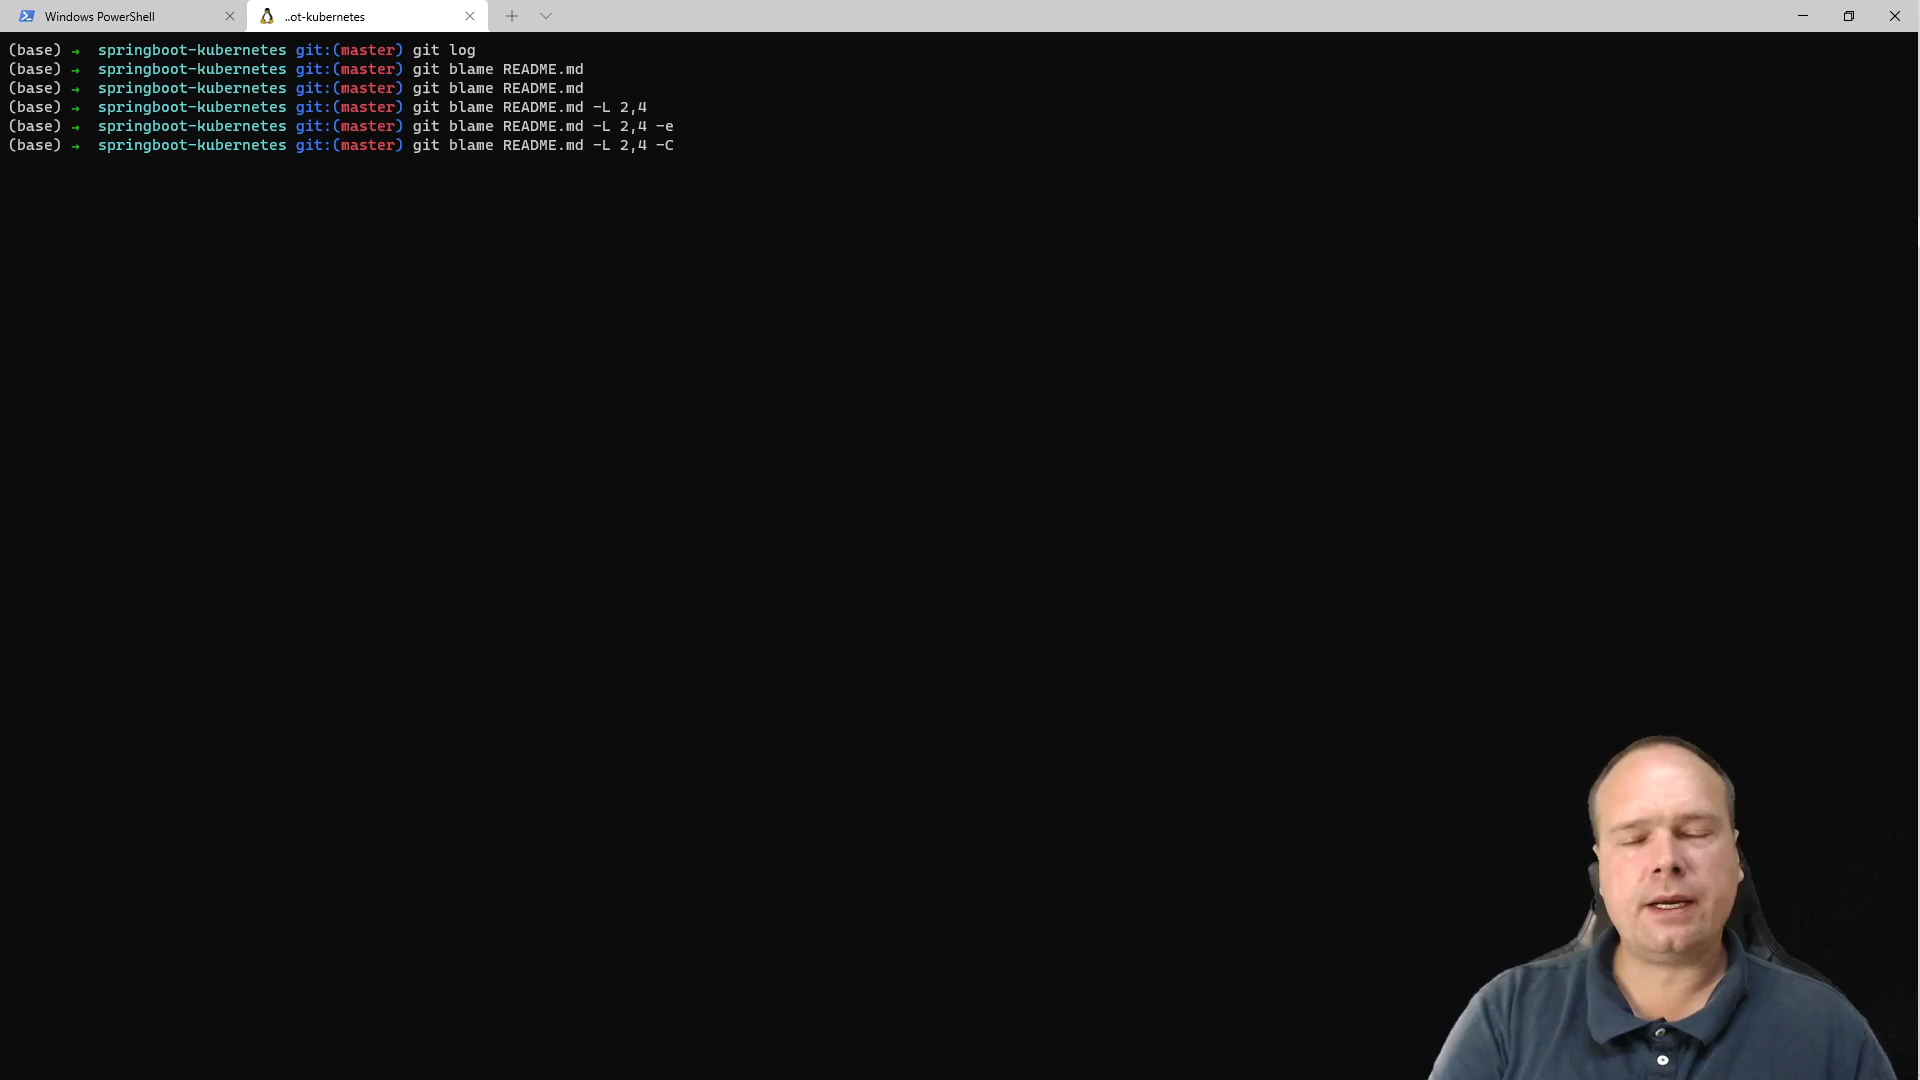 Windows PowerShell
..ot-kubernetes
(base) → springboot-kubernetes git:(master) git log
(base) → springboot-kubernetes git:(master) git blame README.md
(base) → springboot-kubernetes git:(master) git blame README.md
(base) → springboot-kubernetes git:(master) git blame README.md -L 2,4
(base) → springboot-kubernetes git:(master) git blame README.md -L 2,4 -e
(base) → springboot-kubernetes git:(master) git blame README.md -L 2,4 -C